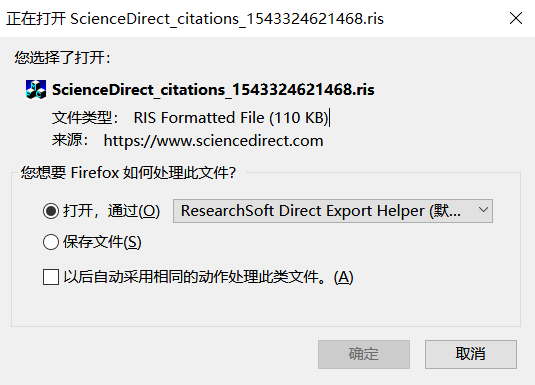 正在打开 ScienceDirect_citations_1543324621468.ris
您选择了打开：
ScienceDirect_citations_1543324621468.ris
文件类型： RIS Formatted File (110 KB)
来源： https://www.sciencedirect.com
您想要 Firefox 如何处理此文件？
打开，通过(O) ResearchSoft Direct Export Helper (默...
保存文件(S)
以后自动采用相同的动作处理此类文件。(A)
确定 取消